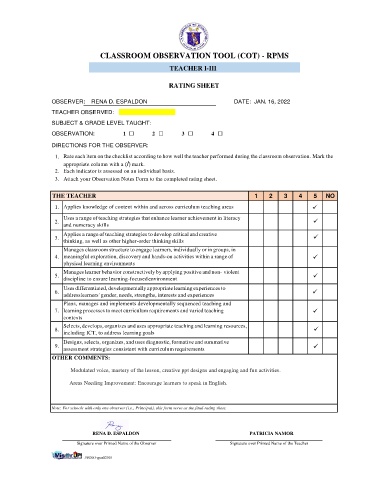 CLASSROOM OBSERVATION TOOL (COT) - RPMS
TEACHER I-III
RATING SHEET
OBSERVER: RENA D. ESPALDON DATE: JAN. 16, 2022
TEACHER OBSERVED:
SUBJECT & GRADE LEVEL TAUGHT:
OBSERVATION: 1 ☐ 2 ☐ 3 ☐ 4 ☐
DIRECTIONS FOR THE OBSERVER:
1. Rate each item on the checklist according to how well the teacher performed during the classroom observation. Mark the
appropriate column with a (/) mark.
2. Each indicator is assessed on an individual basis.
3. Attach your Observation Notes Form to the completed rating sheet.
THE TEACHER 1 2 3 4 5 NO
1. Applies knowledge of content within and across curriculum teaching areas ✓
2. Uses a range of teaching strategies that enhance learner achievement in literacy
and numeracy skills ✓
3. Applies a range of teaching strategies to develop critical and creative
thinking, as well as other higher-order thinking skills ✓
Manages classroom structure to engage learners, individually or in groups, in
4. meaningful exploration, discovery and hands-on activities within a range of
physical learning environments ✓
5. Manages learner behavior constructively by applying positive and non- violent
discipline to ensure learning-focused environment ✓
6. Uses differentiated, developmentally appropriate learning experiences to
address learners' gender, needs, strengths, interests and experiences ✓
Plans, manages and implements developmentally sequenced teaching and
7. learning processes to meet curriculum requirements and varied teaching
contexts ✓
8. Selects, develops, organizes and uses appropriate teaching and learning resources,
including ICT, to address learning goals ✓
9. Designs, selects, organizes, and uses diagnostic, formative and summative
assessment strategies consistent with curriculum requirements ✓
OTHER COMMENTS:
Modulated voice, mastery of the lesson, creative ppt designs and engaging and fun activities.
Areas Needing Improvement: Encourage learners to speak in English.
Note: For schools with only one observer (i.e., Principal), this form serves as the final rating sheet.
RENA D. ESPALDON PATRICIA NAMOR
Signature over Printed Name of the Observer Signature over Printed Name of the Teacher